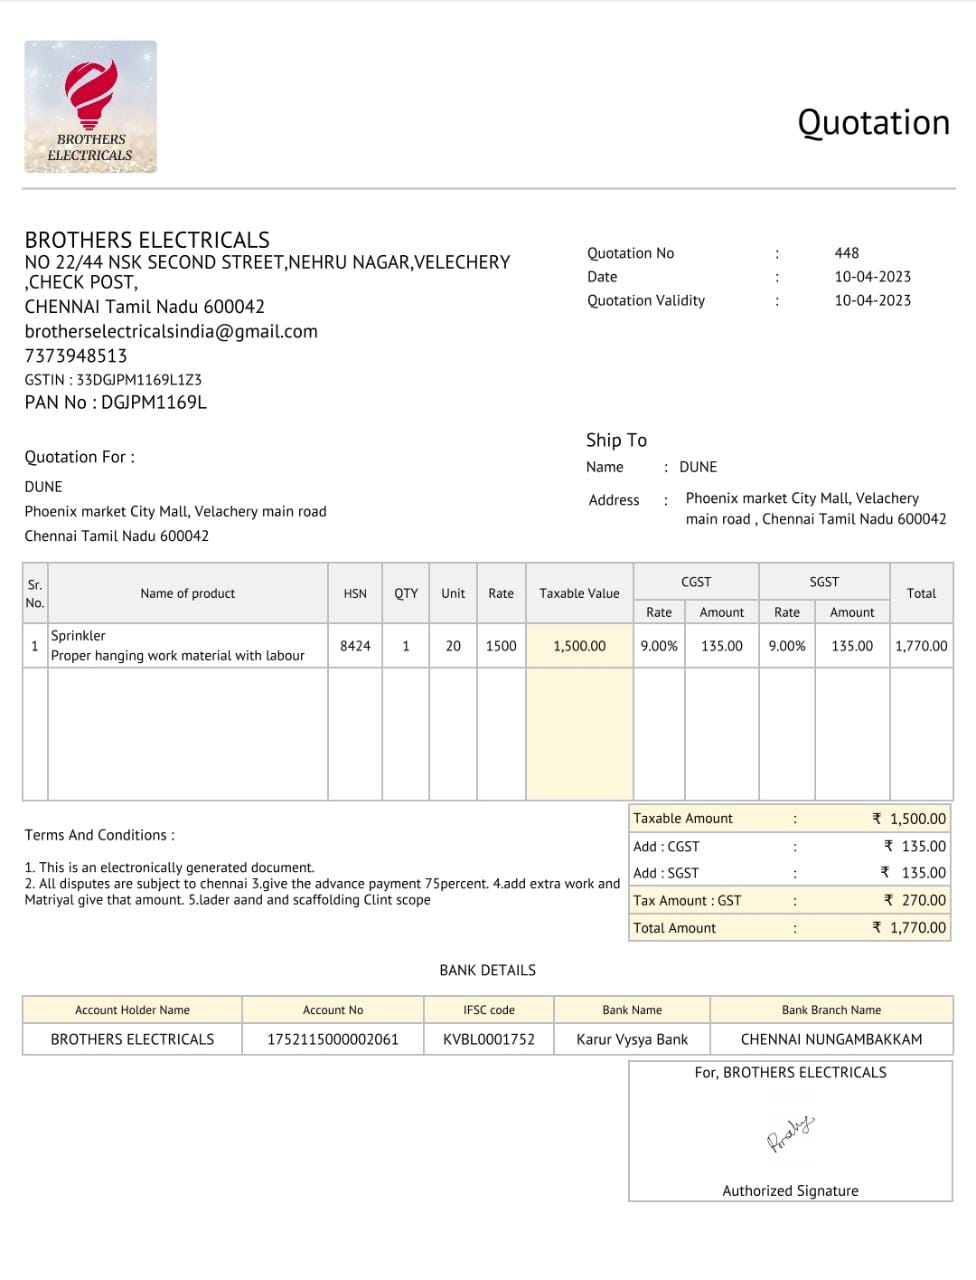 BROTHERS
ELECTRICALS
Quotation
BROTHERS ELECTRICALS
NO 22/44 NSK SECOND STREET,NEHRU NAGAR,VELECHERY
,CHECK POST,
CHENNAI Tamil Nadu 600042
brotherselectricalsindia@gmail.com
7373948513
GSTIN : 33DGJPM1169L1Z3
PAN No : DGJPM1169L
Quotation No : 448
Date : 10-04-2023
Quotation Validity : 10-04-2023
Quotation For :
DUNE
Phoenix market City Mall, Velachery main road
Chennai Tamil Nadu 600042
Ship To
Name : DUNE
Address : Phoenix market City Mall, Velachery
main road , Chennai Tamil Nadu 600042
Sr. No. Name of product HSN QTY Unit Rate Taxable Value CGST SGST Total
Rate Amount Rate Amount
1 Sprinkler 8424 1 20 1500 1,500.00 9.00% 135.00 9.00% 135.00 1,770.00
Proper hanging work material with labour
Terms And Conditions :
1. This is an electronically generated document.
2. All disputes are subject to chennai 3.give the advance payment 75percent. 4.add extra work and
Matriyal give that amount. 5.lader aand and scaffolding Clint scope
Taxable Amount : ₹ 1,500.00
Add : CGST : ₹ 135.00
Add : SGST : ₹ 135.00
Tax Amount : GST : ₹ 270.00
Total Amount : ₹ 1,770.00
BANK DETAILS
Account Holder Name Account No IFSC code Bank Name Bank Branch Name
BROTHERS ELECTRICALS 1752115000002061 KVBL0001752 Karur Vysya Bank CHENNAI NUNGAMBAKKAM
For, BROTHERS ELECTRICALS
Authorized Signature